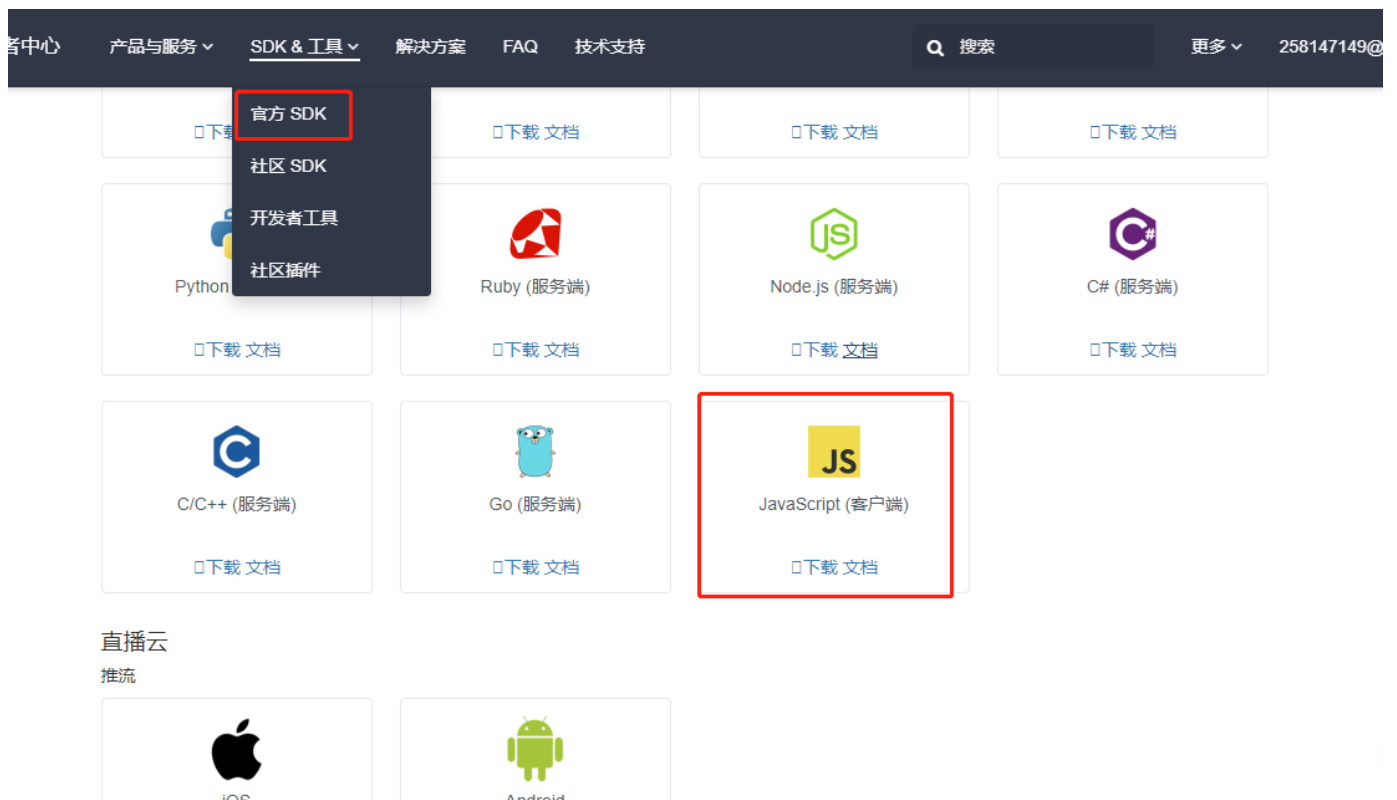 者中心 产品与服务 SDK & 工具 解决方案 FAQ 技术支持 搜索 更多 258147149@
官方 SDK
下载 文档 下载 文档 下载 文档
社区 SDK
开发者工具
社区插件
JS C#
Python Ruby (服务端) Node.js (服务端) C# (服务端)
下载 文档 下载 文档 下载 文档 下载 文档
C JS
C/C++ (服务端) Go (服务端) JavaScript (客户端)
下载 文档 下载 文档 下载 文档
直播云
推流
iOS Android